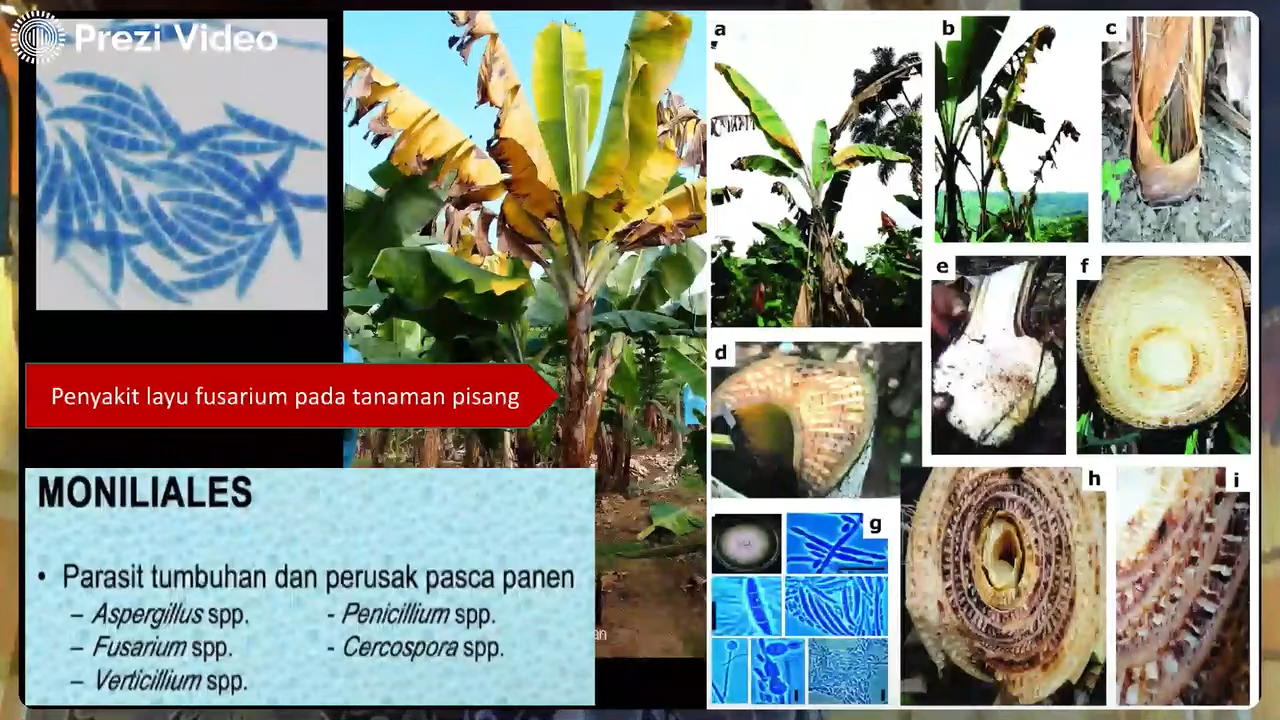 Prezi Video
a
b
c
d
e
f
g
h
i
Penyakit layu fusarium pada tanaman pisang
MONILIALES
• Parasit tumbuhan dan perusak pasca panen
– Aspergillus spp. - Penicillium spp.
– Fusarium spp. - Cercospora spp.
– Verticillium spp.